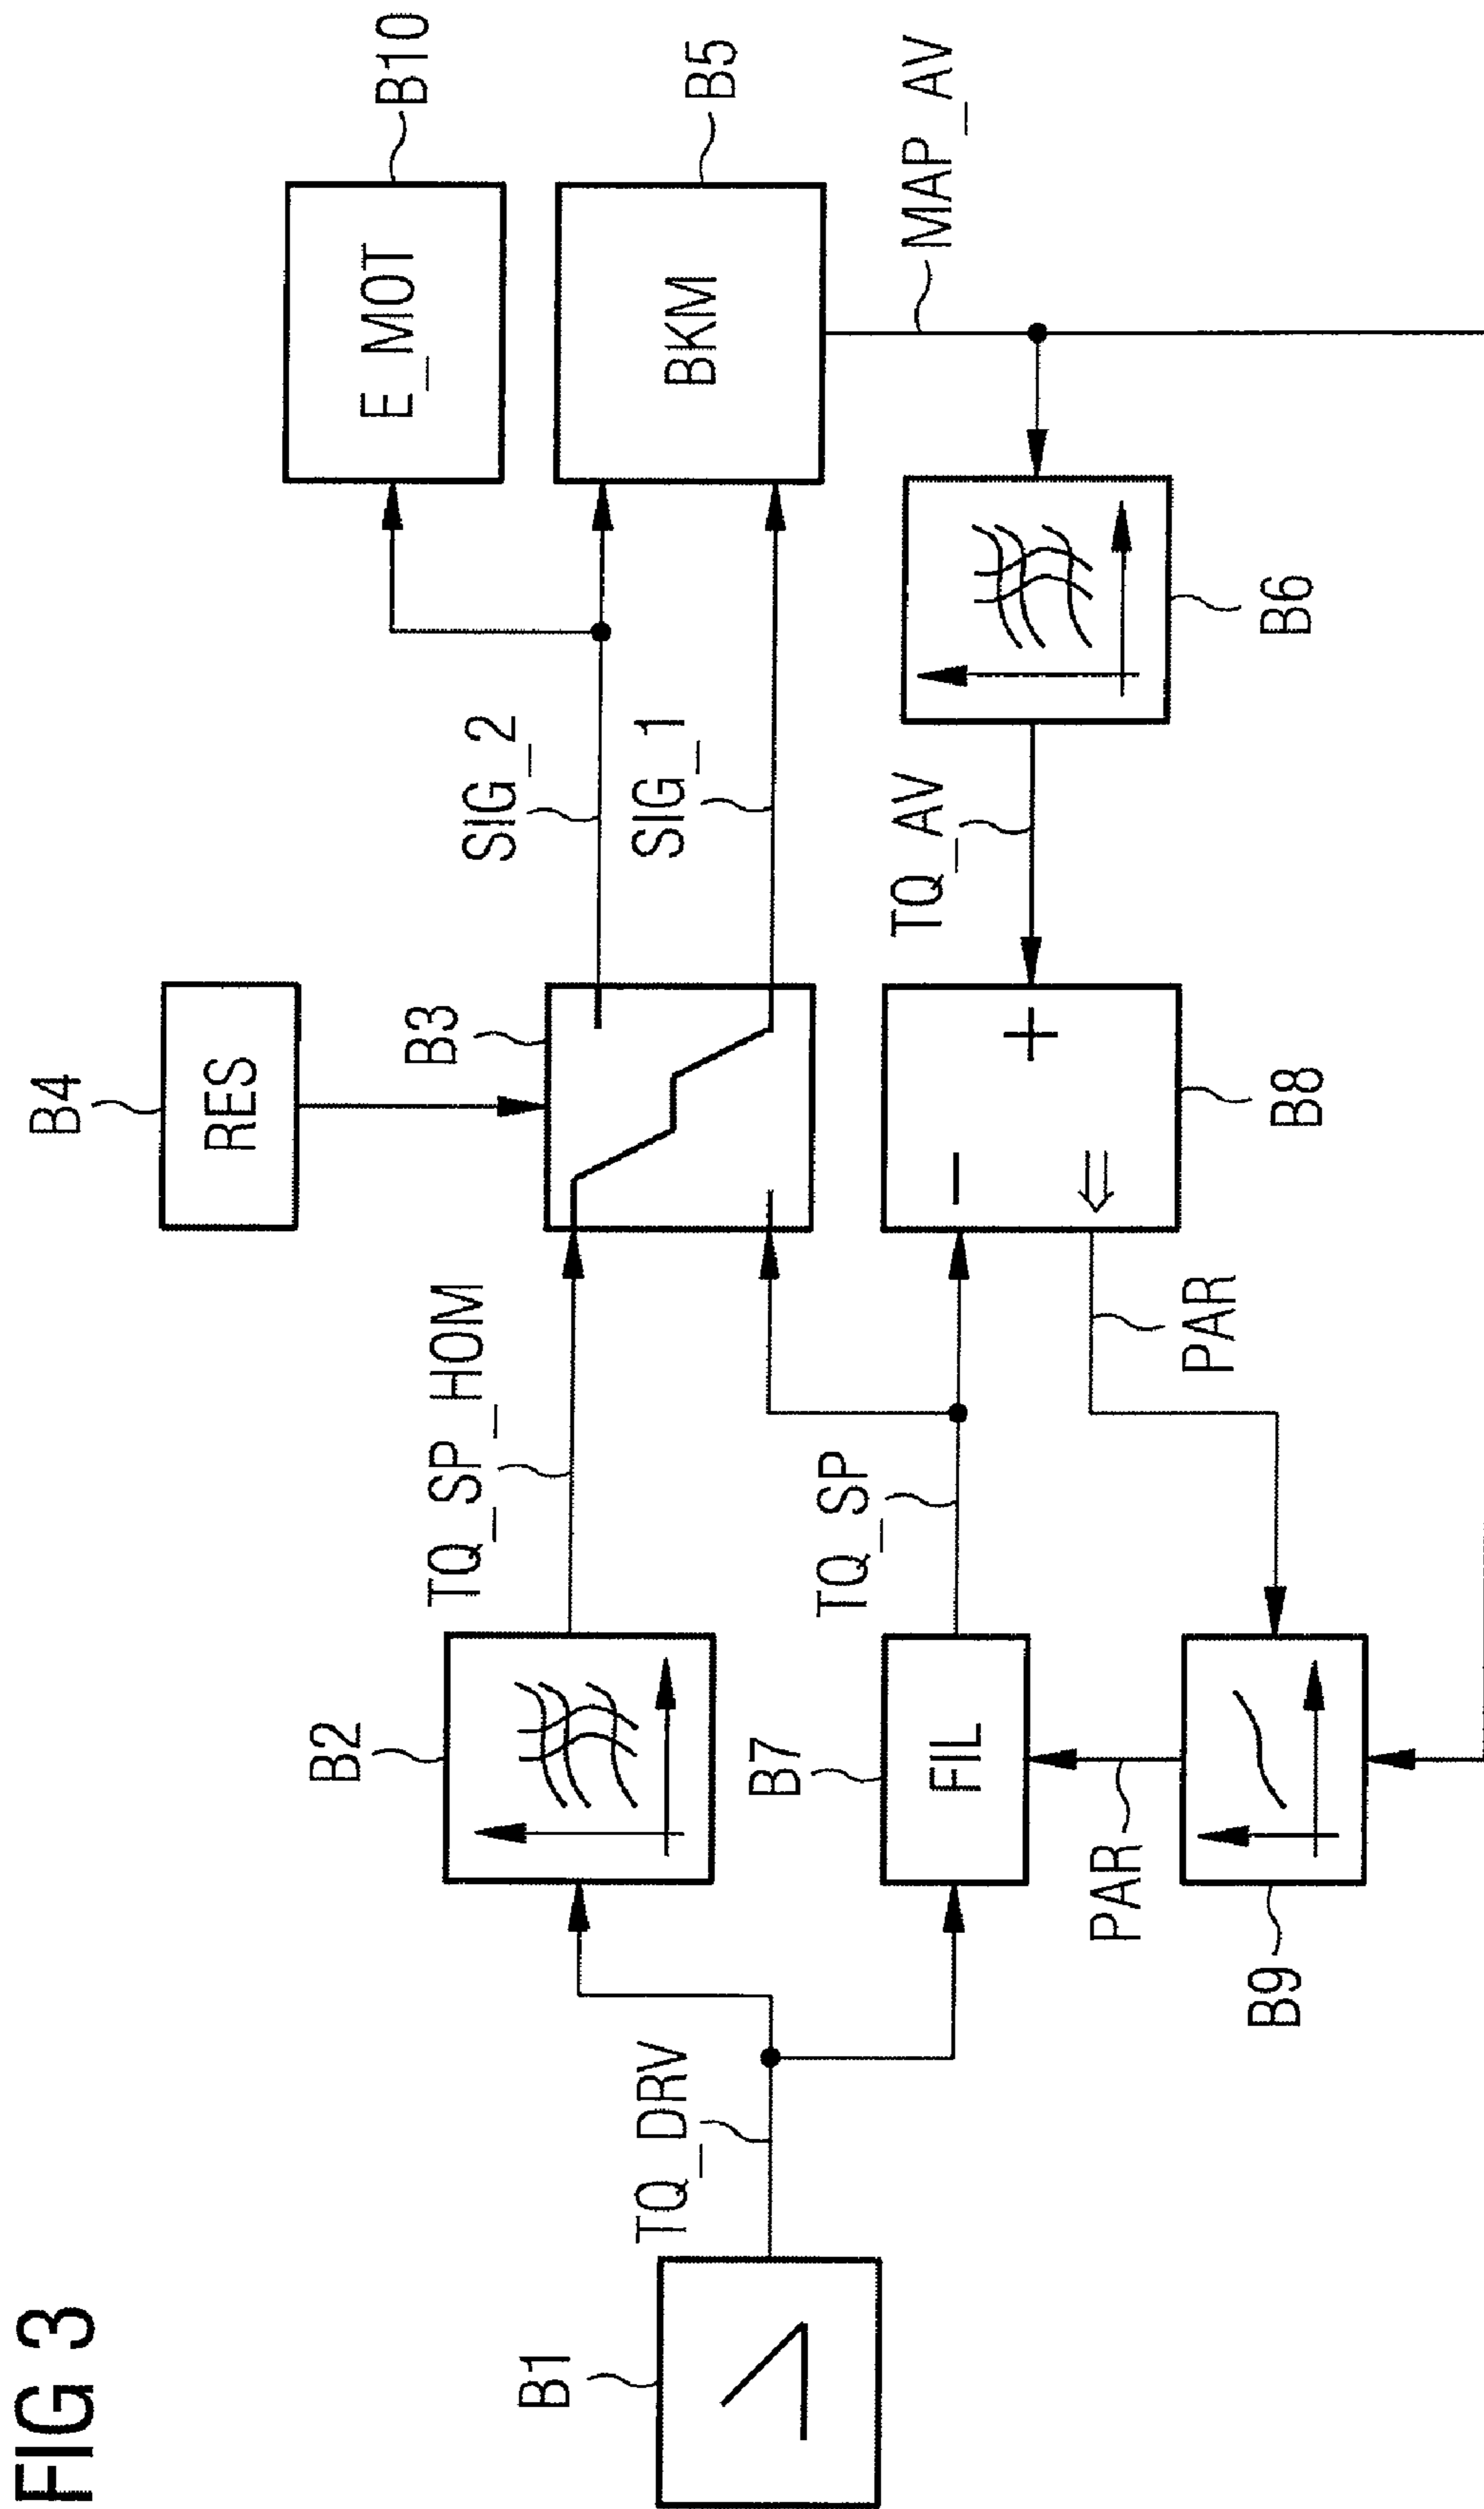 FIG 3
B4
RES
B10
E_MOT
B3
SIG_2
B5
BKM
B2
TQ_SP_HOM
SIG_1
B1
TQ_DRV
B7
FIL
TQ_SP
−
+
⇐
TQ_AV
MAP_AV
B8
B6
PAR
PAR
B9